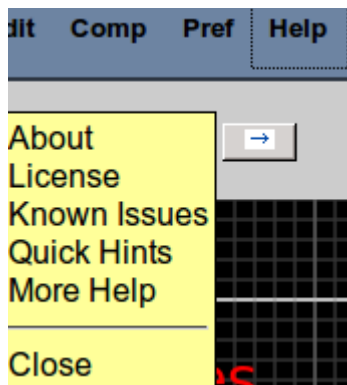 dit Comp Pref Help
→
About
License
Known Issues
Quick Hints
More Help
Close